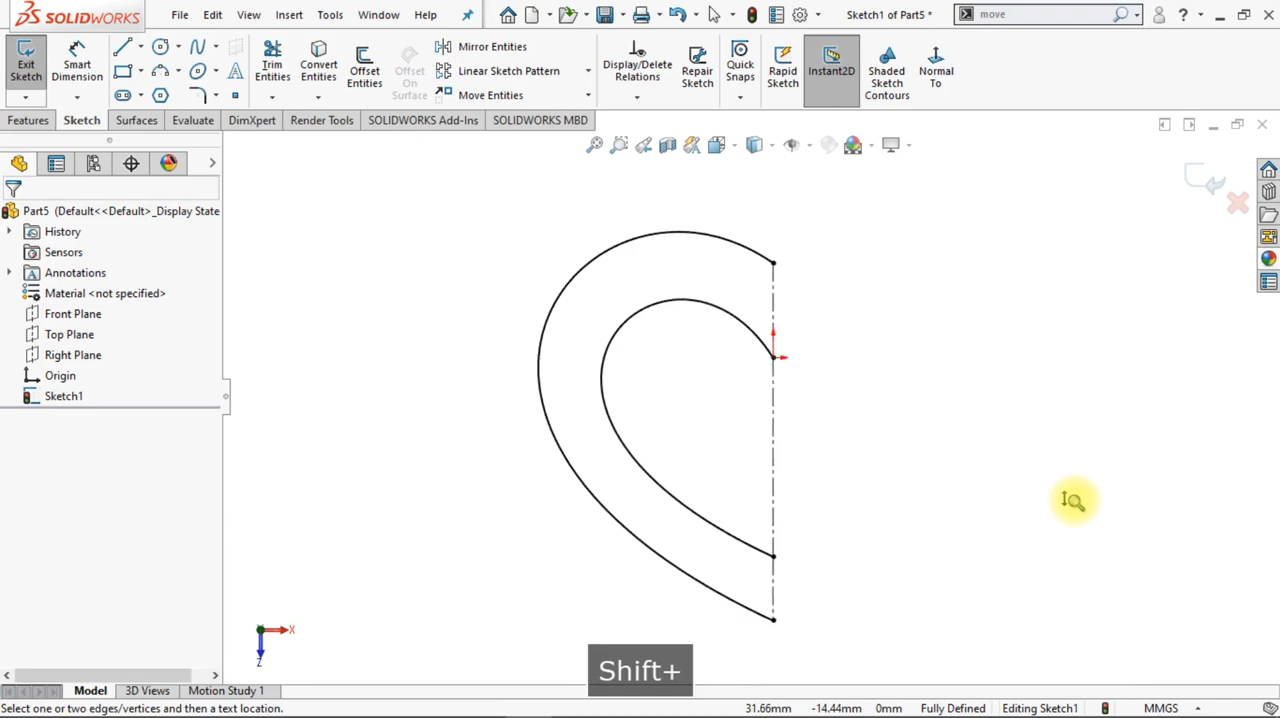 SOLIDWORKS File Edit View Insert Tools Window Help Sketch1 of Part5 * move
Exit Sketch
Smart Dimension
Trim Entities
Convert Entities
Offset Entities
Offset On Surface
Mirror Entities
Linear Sketch Pattern
Move Entities
Display/Delete Relations
Repair Sketch
Quick Snaps
Rapid Sketch
Instant2D
Shaded Sketch Contours
Normal To
Features Sketch Surfaces Evaluate DimXpert Render Tools SOLIDWORKS Add-Ins SOLIDWORKS MBD
Part5 (Default<<Default>_Display State
History
Sensors
Annotations
Material <not specified>
Front Plane
Top Plane
Right Plane
Origin
Sketch1
X
Z
Shift+
Model 3D Views Motion Study 1
Select one or two edges/vertices and then a text location. 31.66mm -14.44mm 0mm Fully Defined Editing Sketch1 MMGS